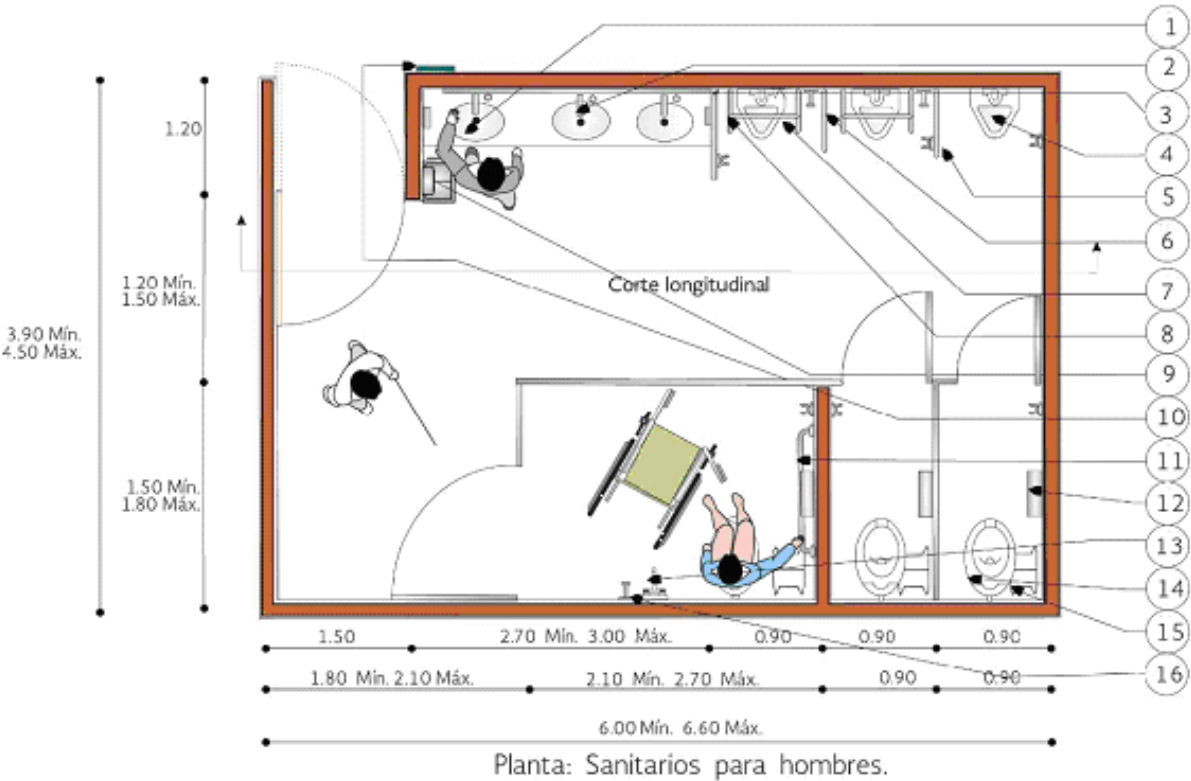 1
2
1.20
3
4
5
6
1.20 Mín.
1.50 Máx.
Corte longitudinal
7
8
3.90 Mín.
4.50 Máx.
9
10
11
1.50 Mín.
1.80 Máx.
12
13
14
15
1.50
2.70 Mín. 3.00 Máx.
0.90
0.90
0.90
16
1.80 Mín. 2.10 Máx.
2.10 Mín. 2.70 Máx.
0.90
0.90
6.00 Mín. 6.60 Máx.
Planta: Sanitarios para hombres.